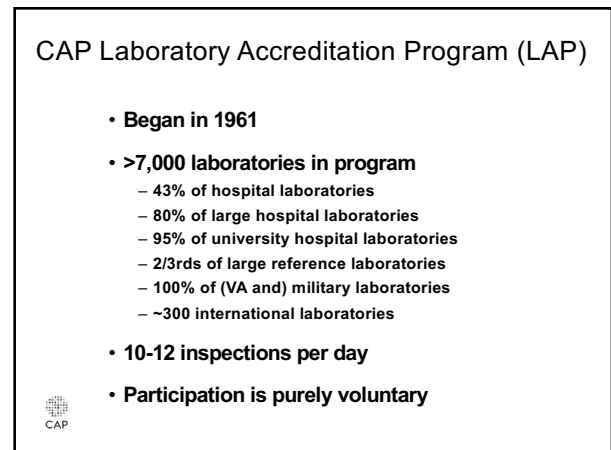 CAP Laboratory Accreditation Program (LAP)
• Began in 1961
• >7,000 laboratories in program
– 43% of hospital laboratories
– 80% of large hospital laboratories
– 95% of university hospital laboratories
– 2/3rds of large reference laboratories
– 100% of (VA and) military laboratories
– ~300 international laboratories
• 10-12 inspections per day
• Participation is purely voluntary
CAP